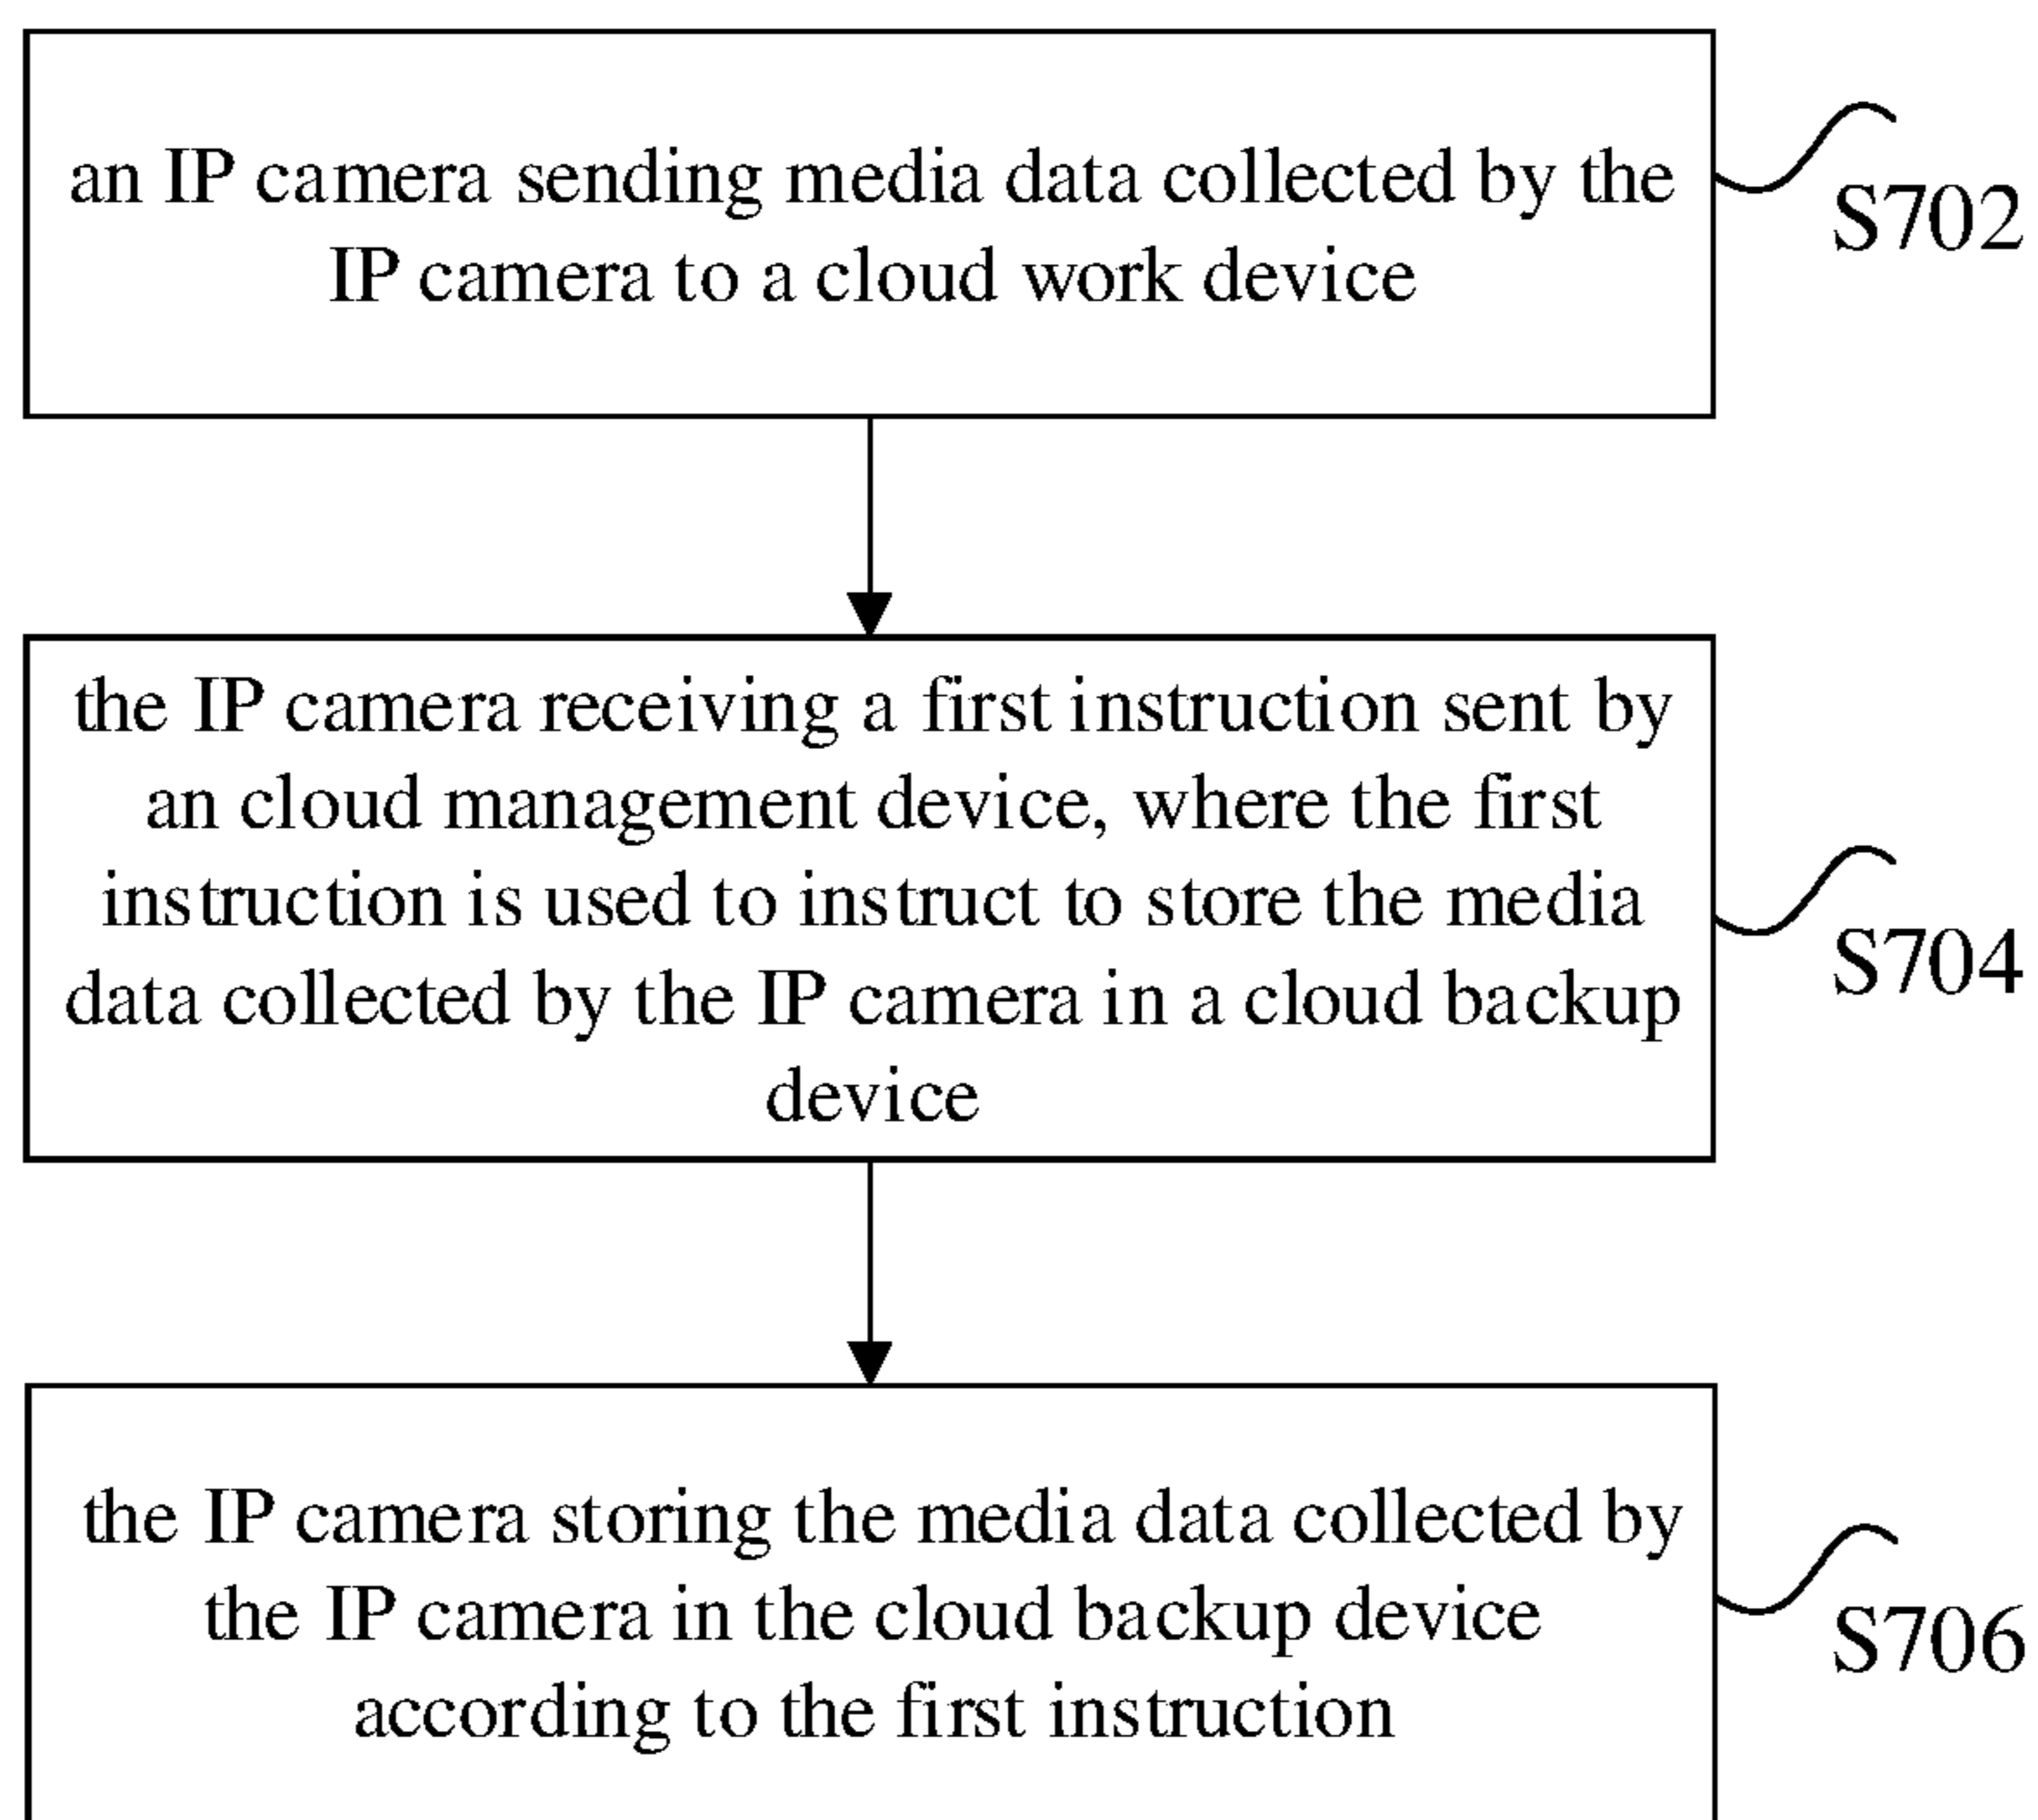 an IP camera sending media data collected by the
IP camera to a cloud work device
S702
the IP camera receiving a first instruction sent by
an cloud management device, where the first
instruction is used to instruct to store the media
data collected by the IP camera in a cloud backup
device
S704
the IP camera storing the media data collected by
the IP camera in the cloud backup device
according to the first instruction
S706